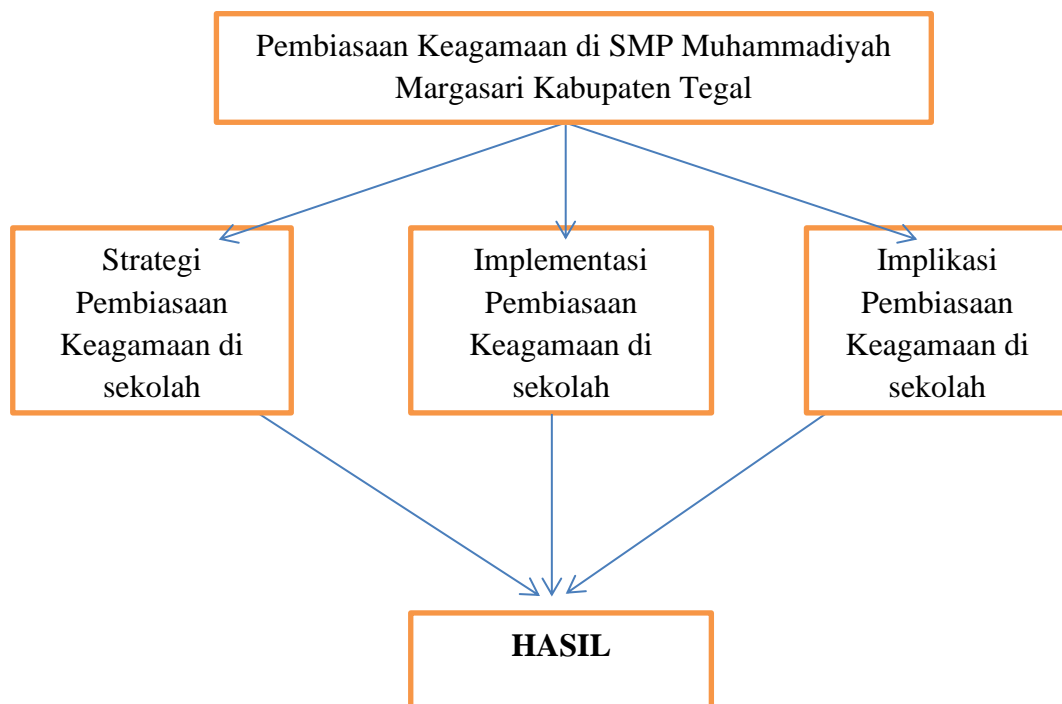 Pembiasaan Keagamaan di SMP Muhammadiyah
Margasari Kabupaten Tegal
Strategi
Pembiasaan
Keagamaan di
sekolah
Implementasi
Pembiasaan
Keagamaan di
sekolah
Implikasi
Pembiasaan
Keagamaan di
sekolah
HASIL